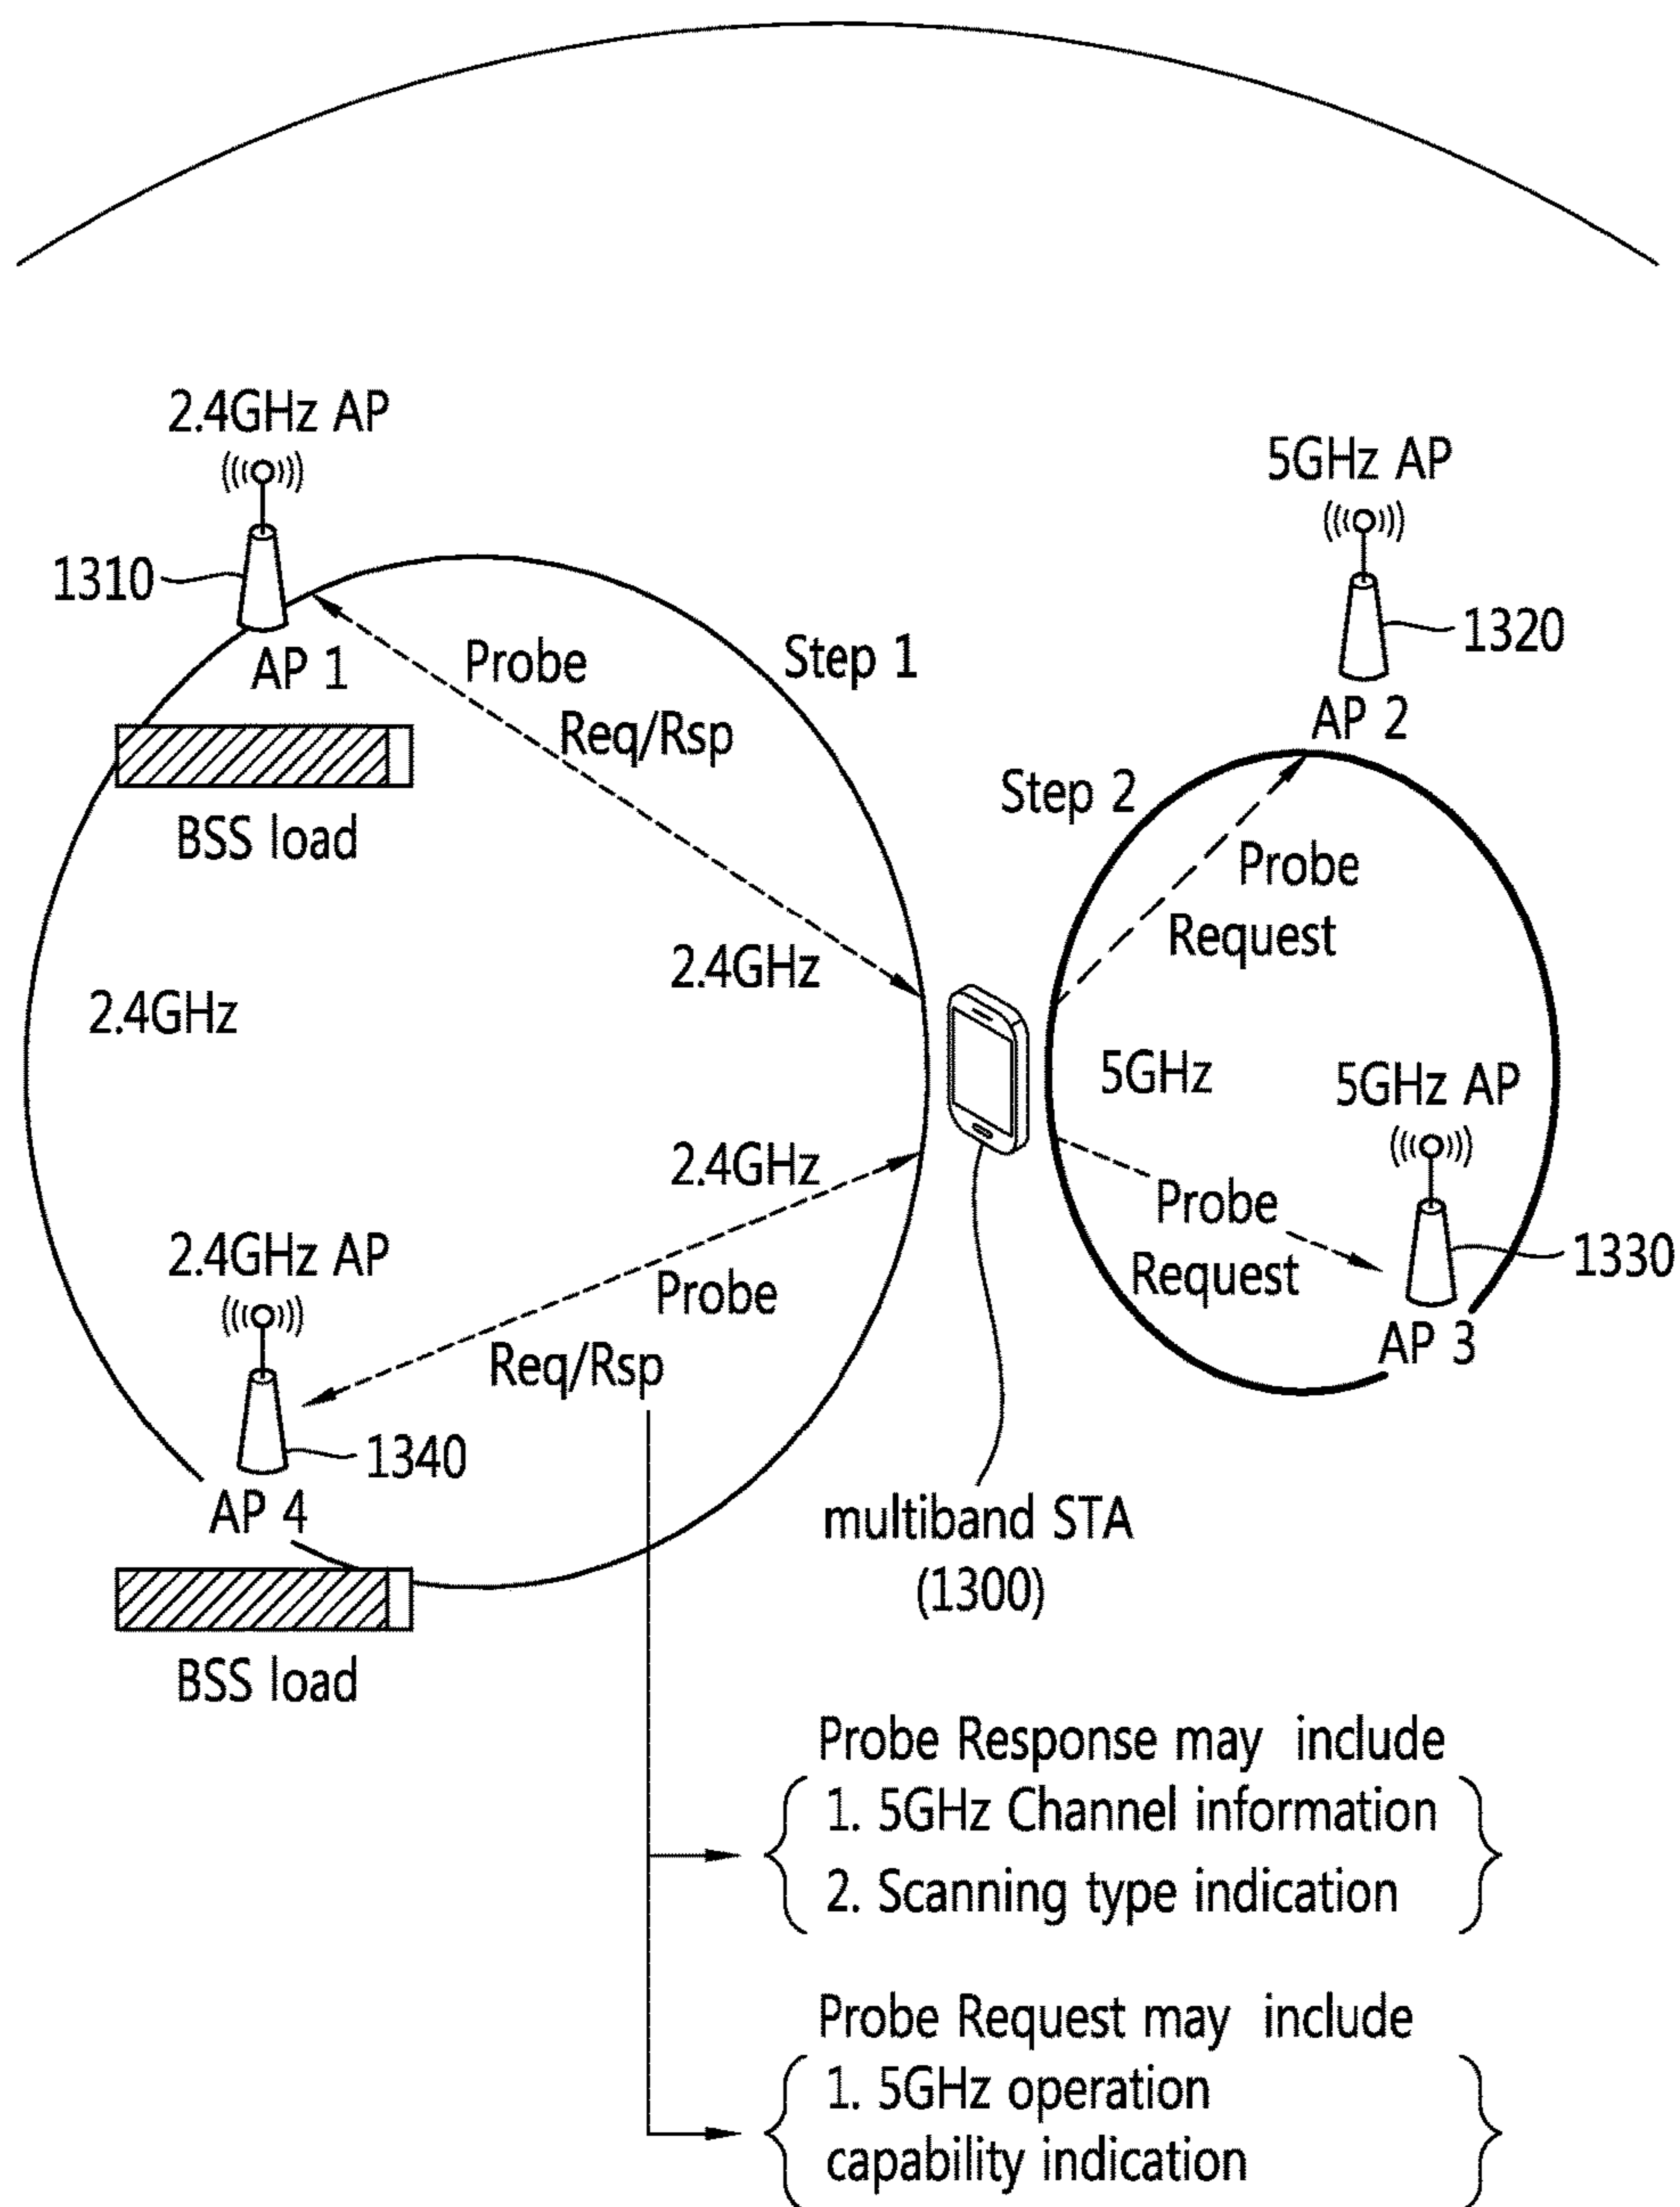 2.4GHz AP
1310
AP 1
BSS load
Probe
Req/Rsp
Step 1
5GHz AP
1320
AP 2
Step 2
Probe
Request
2.4GHz
2.4GHz
5GHz
5GHz AP
2.4GHz
Probe
Request
1330
AP 3
2.4GHz AP
Probe
Req/Rsp
1340
AP 4
BSS load
multiband STA
(1300)
Probe Response may include
1. 5GHz Channel information
2. Scanning type indication
Probe Request may include
1. 5GHz operation
capability indication